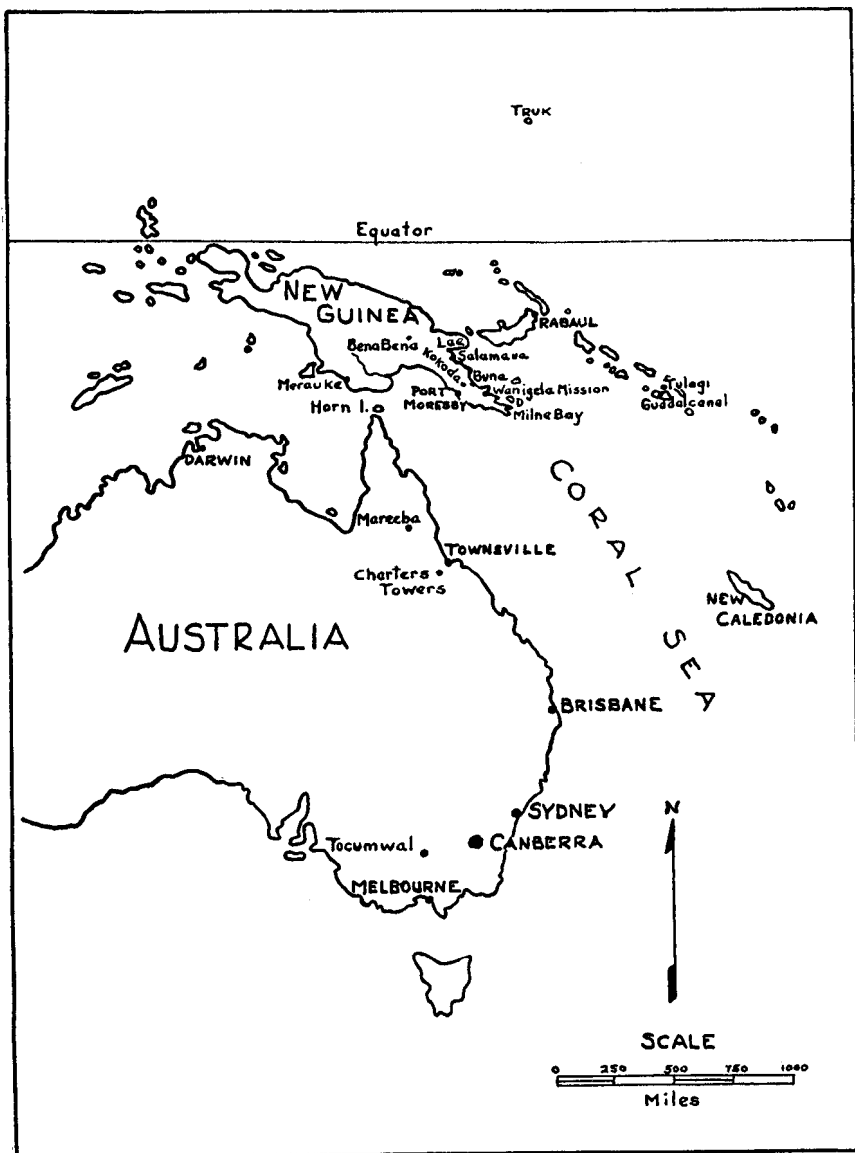 TRUK
Equator
NEW
GUINEA
RABAUL
BenaBena
Lae
Salamaua
Kokoda
Buna
Wanigela Mission
Merauke
PORT
MORESBY
D
Milne Bay
Tulagi
Guadalcanal
Horn I.
DARWIN
CORAL SEA
Mareeba
TOWNSVILLE
Charters
Towers
NEW
CALEDONIA
AUSTRALIA
BRISBANE
SYDNEY
N
Tocumwal
CANBERRA
MELBOURNE
SCALE
0 250 500 750 1000
Miles